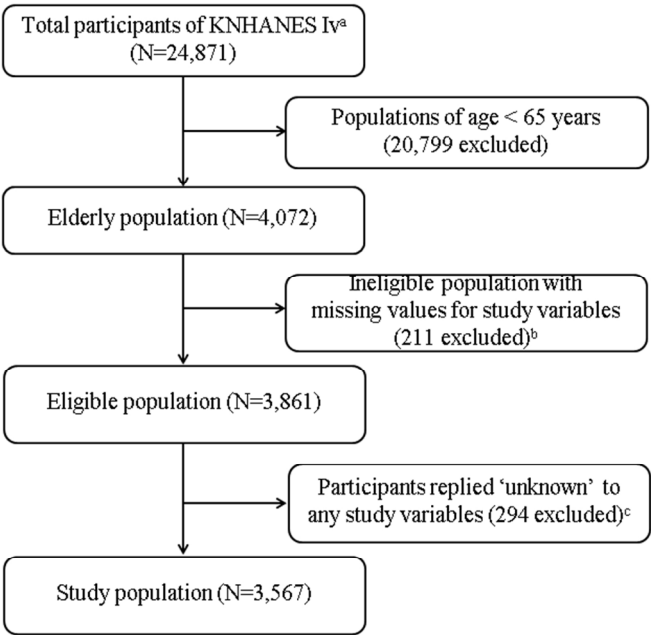 Total participants of KNHANES Ivᵃ
(N=24,871)
Populations of age < 65 years
(20,799 excluded)
Elderly population (N=4,072)
Ineligible population with
missing values for study variables
(211 excluded)ᵇ
Eligible population (N=3,861)
Participants replied ‘unknown’ to
any study variables (294 excluded)ᶜ
Study population (N=3,567)